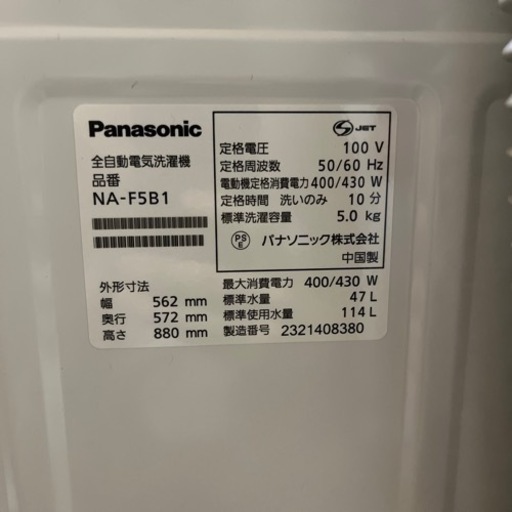 Panasonic
全自動電気洗濯機
品番
NA-F5B1
外形寸法
幅 562 mm
奥行 572 mm
高さ 880 mm
S JET
定格電圧 100 V
定格周波数 50/60 Hz
電動機定格消費電力 400/430 W
定格時間 洗いのみ 10 分
標準洗濯容量 5.0 kg
PS E パナソニック株式会社
中国製
最大消費電力 400/430 W
標準水量 47 L
標準使用水量 114 L
製造番号 2321408380